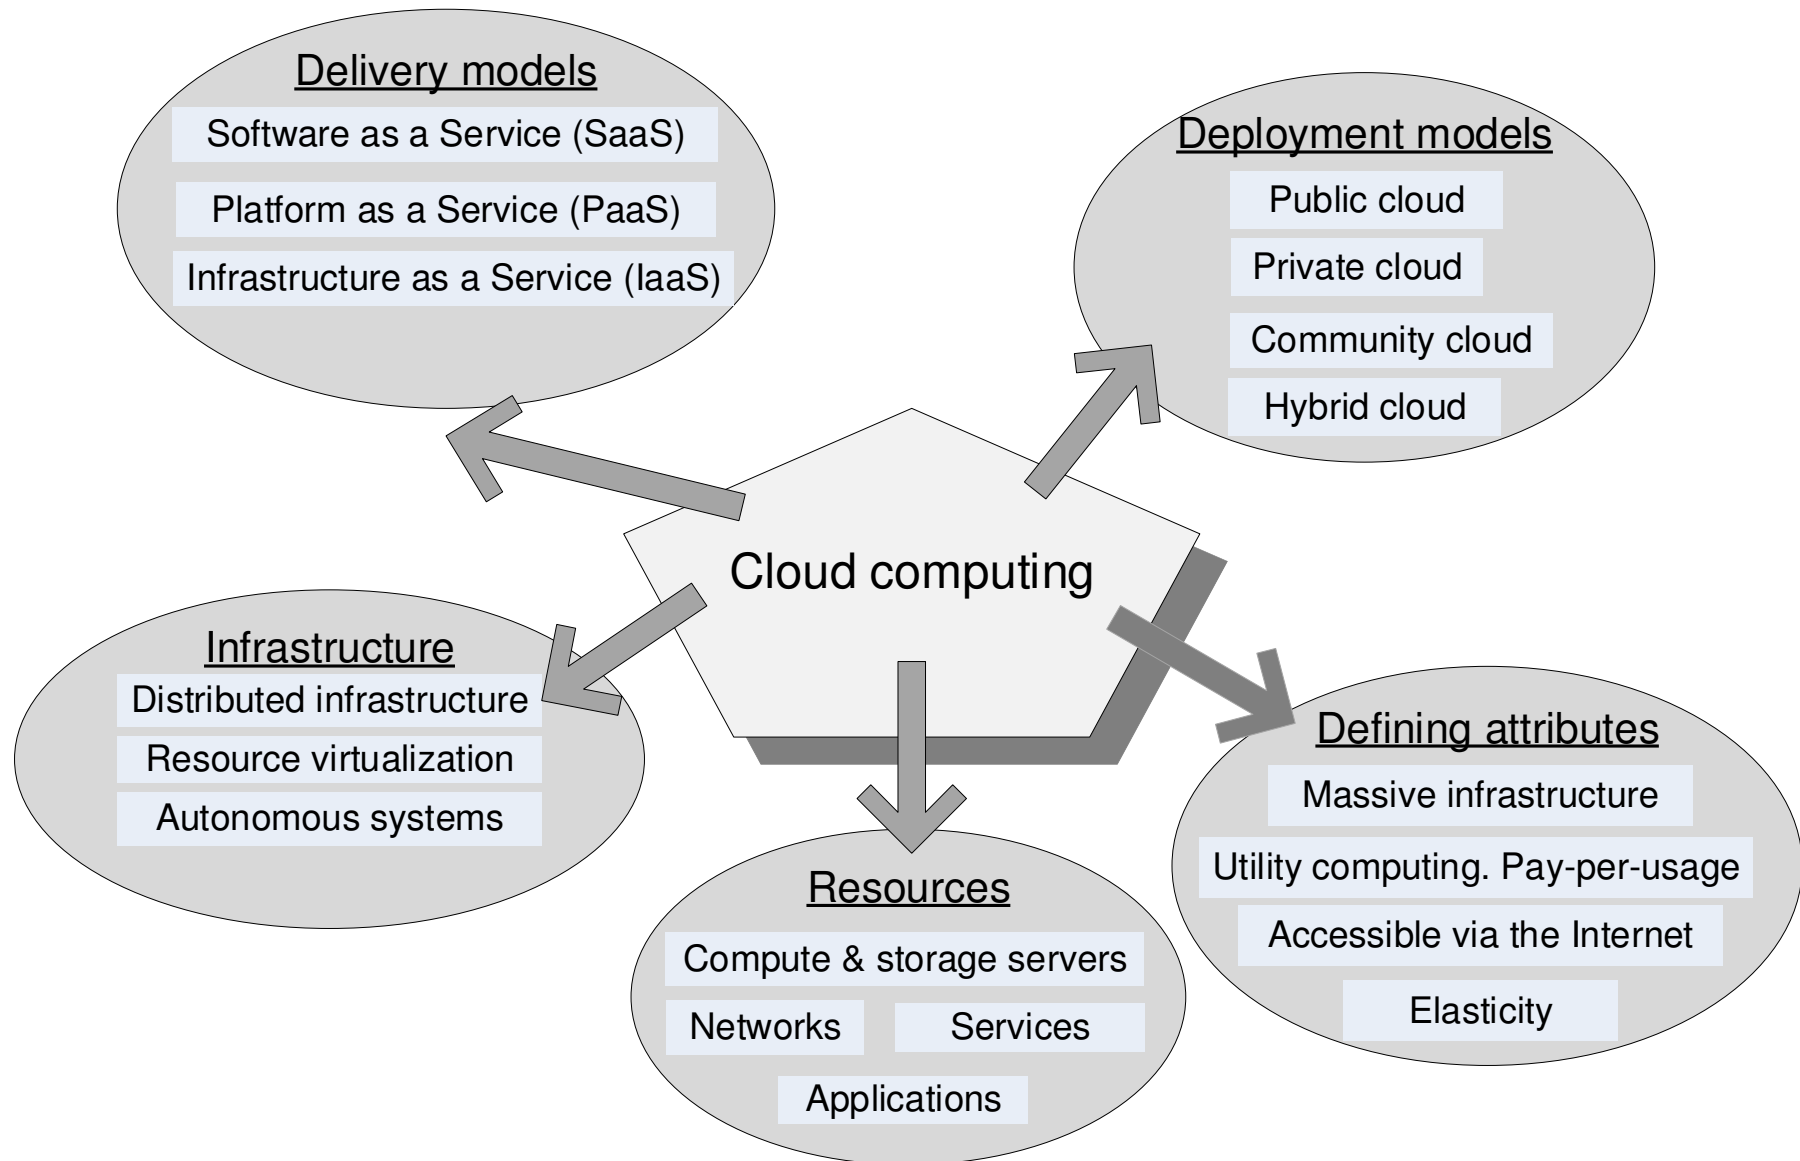 Delivery models
Software as a Service (SaaS)
Platform as a Service (PaaS)
Infrastructure as a Service (IaaS)
Deployment models
Public cloud
Private cloud
Community cloud
Hybrid cloud
Cloud computing
Infrastructure
Distributed infrastructure
Resource virtualization
Autonomous systems
Resources
Compute & storage servers
Networks
Services
Applications
Defining attributes
Massive infrastructure
Utility computing. Pay-per-usage
Accessible via the Internet
Elasticity